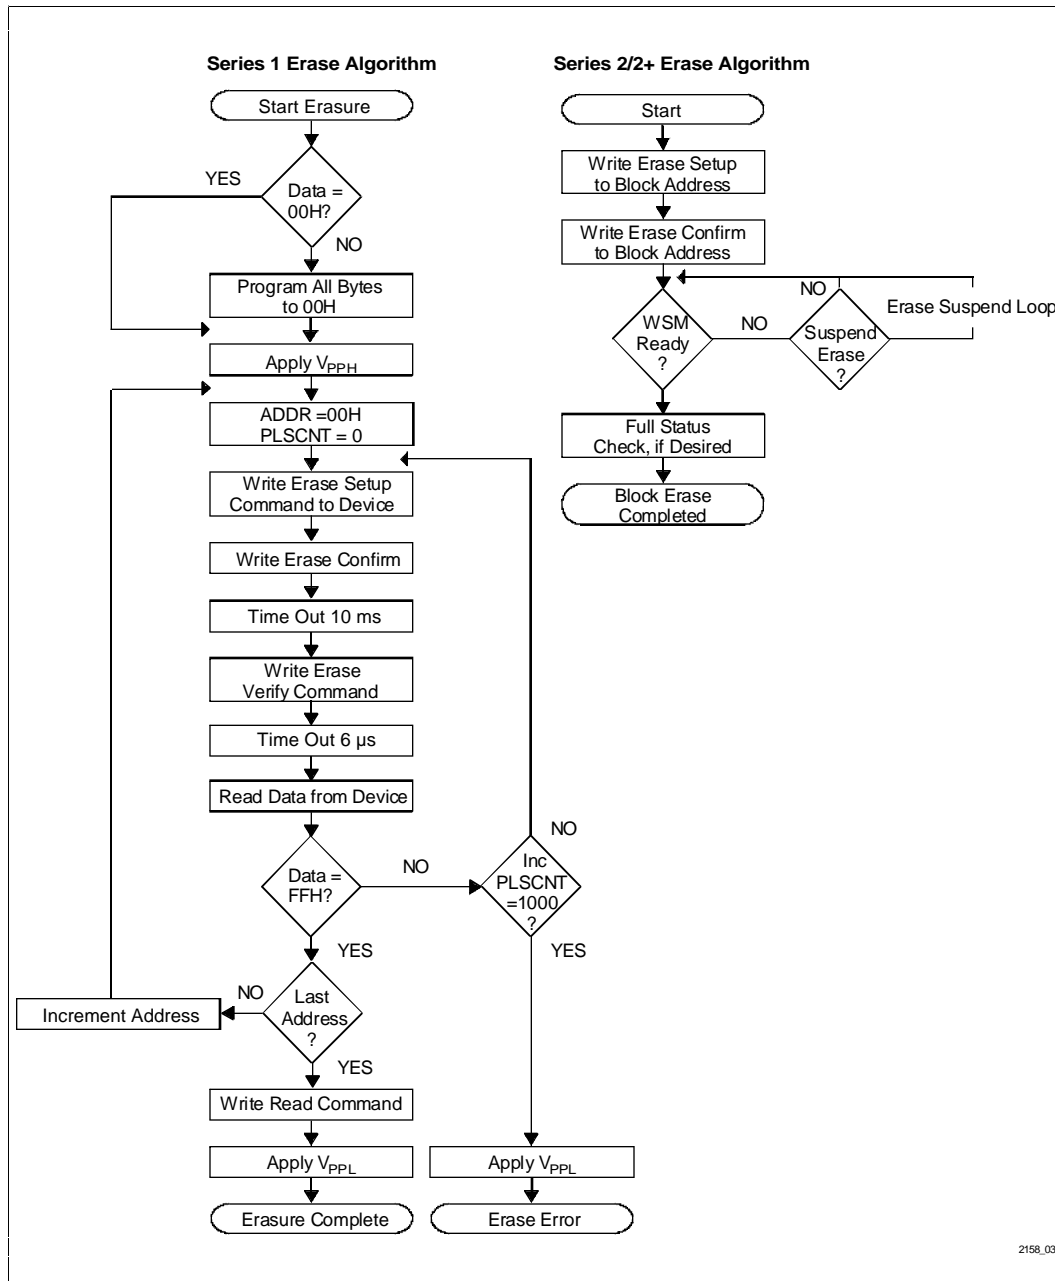 Series 1 Erase Algorithm
Start Erasure
YES
Data =
00H?
NO
Program All Bytes
to 00H
Apply VPPH
ADDR =00H
PLSCNT = 0
Write Erase Setup
Command to Device
Write Erase Confirm
Time Out 10 ms
Write Erase
Verify Command
Time Out 6 µs
Read Data from Device
Data =
FFH?
NO
Inc
PLSCNT
=1000
?
NO
YES
YES
Last
Address
?
NO
Increment Address
YES
Write Read Command
Apply VPPL
Erasure Complete
Apply VPPL
Erase Error
Series 2/2+ Erase Algorithm
Start
Write Erase Setup
to Block Address
Write Erase Confirm
to Block Address
WSM
Ready
?
NO
Suspend
Erase
?
NO
Erase Suspend Loop
Full Status
Check, if Desired
Block Erase
Completed
2158_03